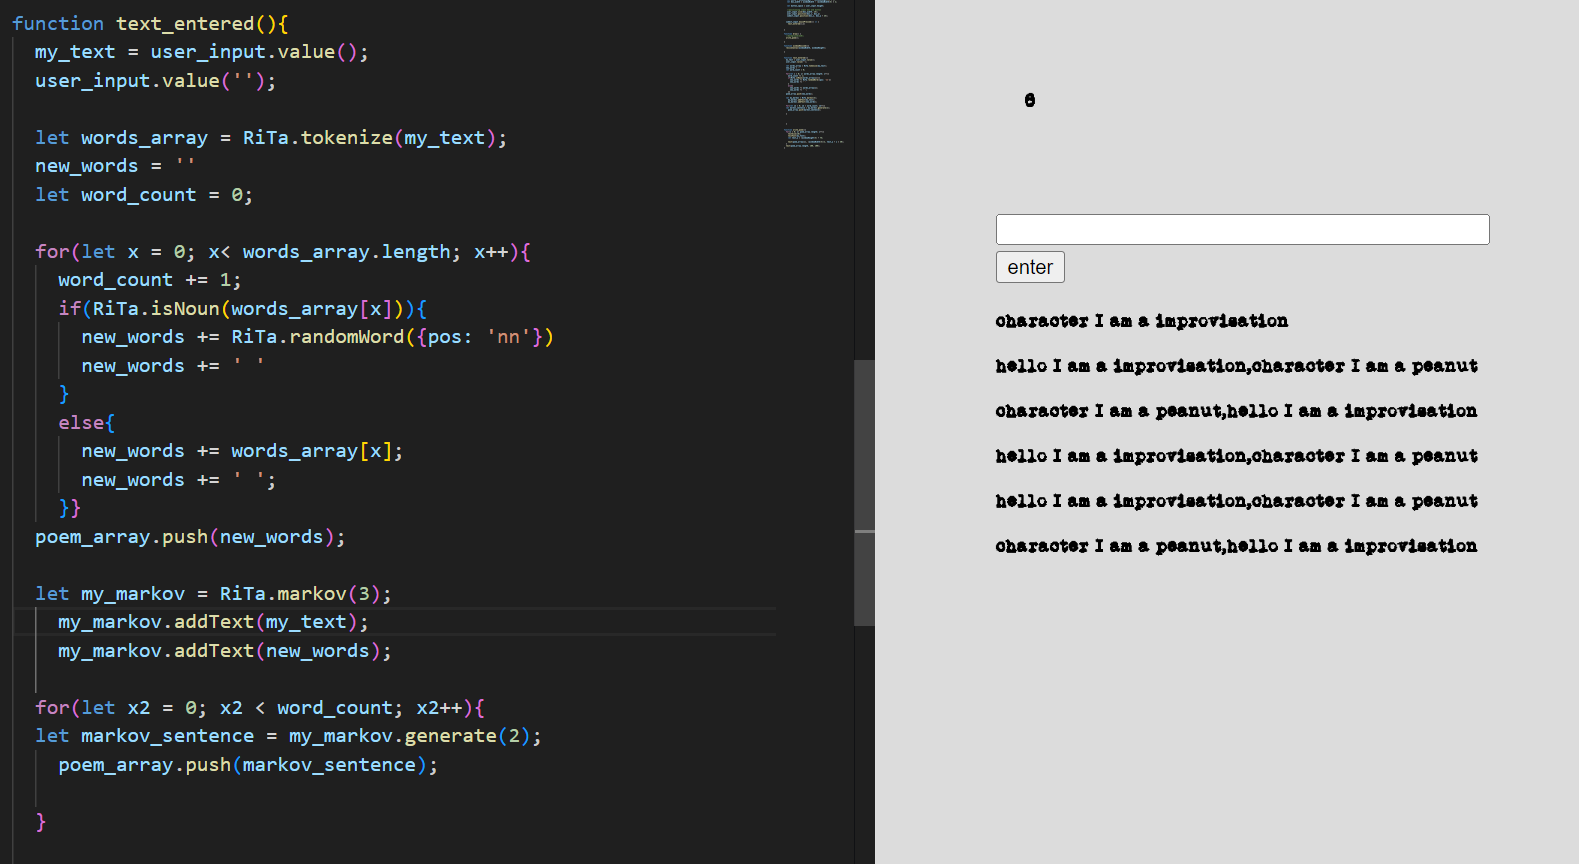 function text_entered(){
my_text = user_input.value();
user_input.value('');
let words_array = RiTa.tokenize(my_text);
new_words = ''
let word_count = 0;
for(let x = 0; x< words_array.length; x++){
word_count += 1;
if(RiTa.isNoun(words_array[x])){
new_words += RiTa.randomWord({pos: 'nn'})
new_words += ' '
}
else{
new_words += words_array[x];
new_words += ' ';
}}
poem_array.push(new_words);
let my_markov = RiTa.markov(3);
my_markov.addText(my_text);
my_markov.addText(new_words);
for(let x2 = 0; x2 < word_count; x2++){
let markov_sentence = my_markov.generate(2);
poem_array.push(markov_sentence);
}
enter
character I am a improvisation
hello I am a improvisation,character I am a peanut
character I am a peanut,hello I am a improvisation
hello I am a improvisation,character I am a peanut
hello I am a improvisation,character I am a peanut
character I am a peanut,hello I am a improvisation